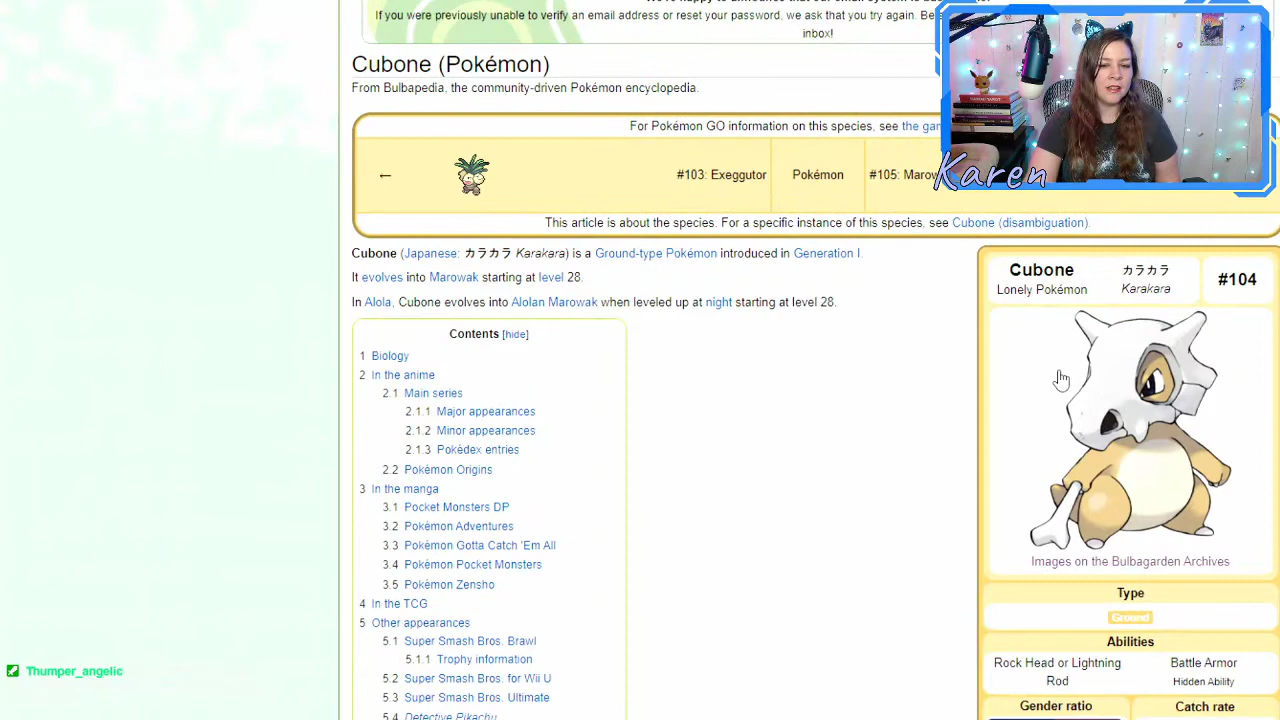 If you were previously unable to verify an email address or reset your password, we ask that you try again. Be
inbox!
Cubone (Pokémon)
From Bulbapedia, the community-driven Pokémon encyclopedia.
For Pokémon GO information on this species, see the gam
← #103: Exeggutor Pokémon #105: Marow
This article is about the species. For a specific instance of this species, see Cubone (disambiguation).
Karen
Cubone (Japanese: カラカラ Karakara) is a Ground-type Pokémon introduced in Generation I.
It evolves into Marowak starting at level 28.
In Alola, Cubone evolves into Alolan Marowak when leveled up at night starting at level 28.
Contents [hide]
1 Biology
2 In the anime
2.1 Main series
2.1.1 Major appearances
2.1.2 Minor appearances
2.1.3 Pokédex entries
2.2 Pokémon Origins
3 In the manga
3.1 Pocket Monsters DP
3.2 Pokémon Adventures
3.3 Pokémon Gotta Catch 'Em All
3.4 Pokémon Pocket Monsters
3.5 Pokémon Zensho
4 In the TCG
5 Other appearances
5.1 Super Smash Bros. Brawl
5.1.1 Trophy information
5.2 Super Smash Bros. for Wii U
5.3 Super Smash Bros. Ultimate
5.4 Detective Pikachu
Cubone カラカラ #104
Lonely Pokémon Karakara
Images on the Bulbagarden Archives
Type
Ground
Abilities
Rock Head or Lightning Battle Armor
Rod Hidden Ability
Gender ratio Catch rate
Thumper_angelic